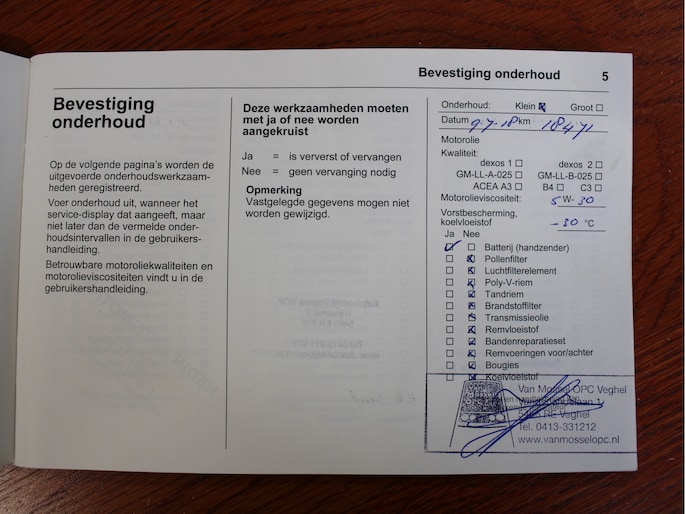 Bevestiging onderhoud 5
Bevestiging
onderhoud
Op de volgende pagina's worden de
uitgevoerde onderhoudswerkzaam-
heden geregistreerd.
Voer onderhoud uit, wanneer het
service-display dat aangeeft, maar
niet later dan de vermelde onder-
houdsintervallen in de gebruikers-
handleiding.
Betrouwbare motoroliekwaliteiten en
motorolieviscositeiten vindt u in de
gebruikershandleiding.
Deze werkzaamheden moeten
met ja of nee worden
aangekruist
Ja = is ververst of vervangen
Nee = geen vervanging nodig
Opmerking
Vastgelegde gegevens mogen niet
worden gewijzigd.
Onderhoud: Klein Groot
Datum 9-7-18 km 18471
Motorolie
Kwaliteit:
dexos 1 dexos 2
GM-LL-A-025 GM-LL-B-025
ACEA A3 B4 C3
Motorolieviscositeit: 5 W- 30
Vorstbescherming,
koelvloeistof -30 °C
Ja Nee
Batterij (handzender)
Pollenfilter
Luchtfilterelement
Poly-V-riem
Tandriem
Brandstoffilter
Transmissieolie
Remvloeistof
Bandenreparatieset
Remvoeringen voor/achter
Bougies
Koelvloeistof
Van Mossel OPC Veghel
RE Veghel
Tel. 0413-331212
www.vanmosselopc.nl